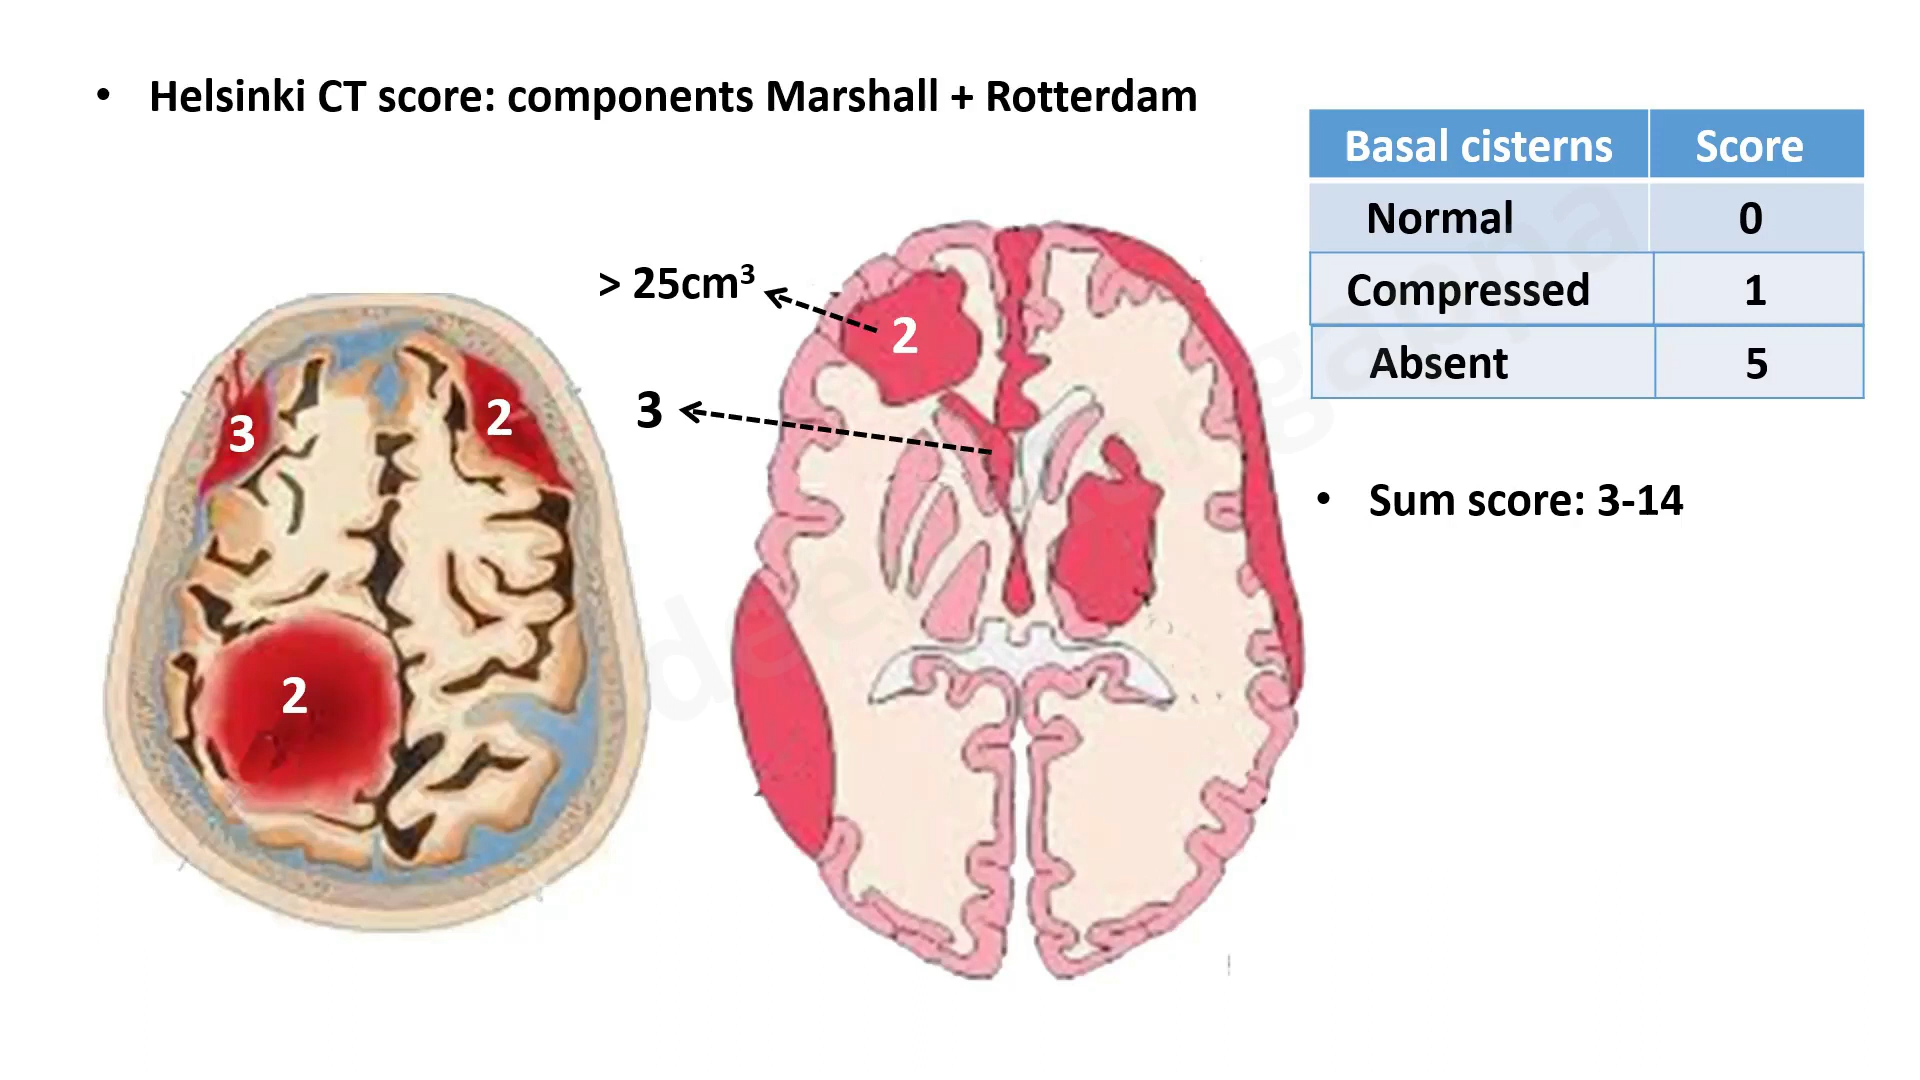 • Helsinki CT score: components Marshall + Rotterdam
Basal cisterns Score
Normal 0
Compressed 1
Absent 5
> 25cm³
2
3
3
2
2
• Sum score: 3-14